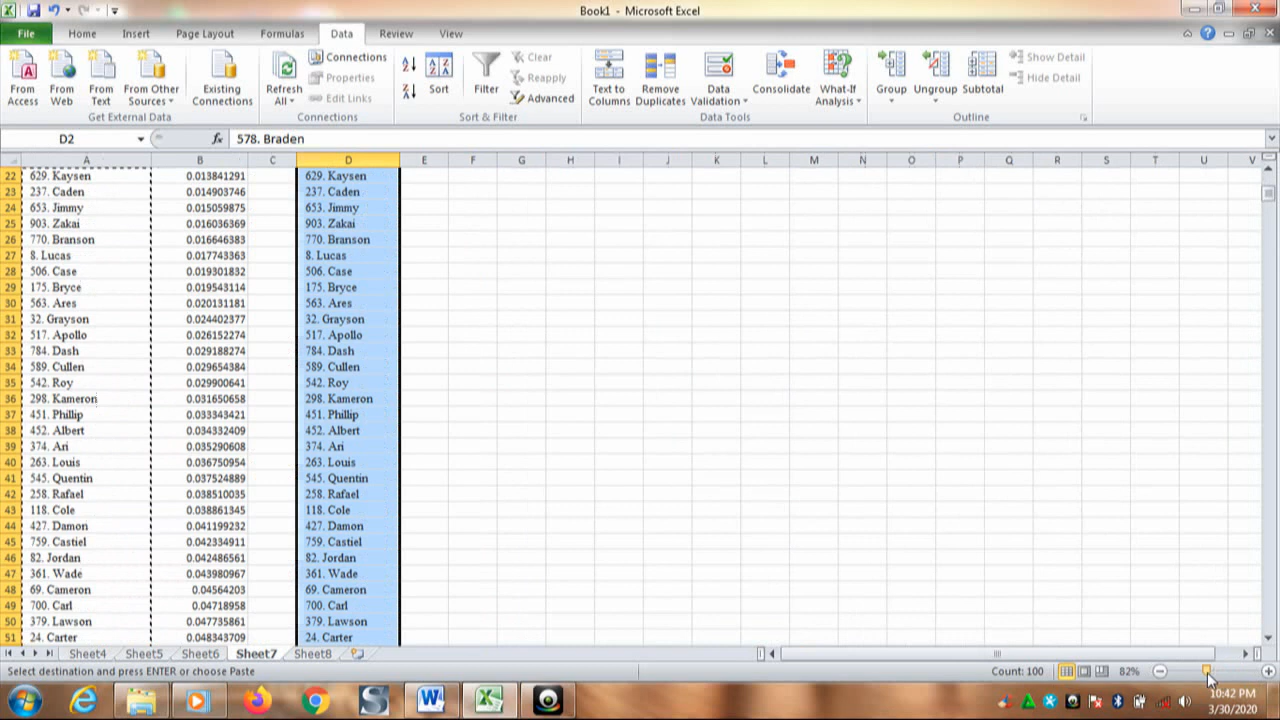 Book1 - Microsoft Excel
File Home Insert Page Layout Formulas Data Review View
From Access
From Web
From Text
From Other Sources
Existing Connections
Get External Data
Refresh All
Connections
Properties
Edit Links
Connections
Sort
Filter
Clear
Reapply
Advanced
Sort & Filter
Text to Columns
Remove Duplicates
Data Validation
Consolidate
What-If Analysis
Data Tools
Group
Ungroup
Subtotal
Show Detail
Hide Detail
Outline
D2 fx 578. Braden
A B C D E F G H I J K L M N O P Q R S T U V
22 629. Kaysen 0.013841291 629. Kaysen
23 237. Caden 0.014903746 237. Caden
24 653. Jimmy 0.015059875 653. Jimmy
25 903. Zakai 0.016036369 903. Zakai
26 770. Branson 0.016646383 770. Branson
27 8. Lucas 0.017743363 8. Lucas
28 506. Case 0.019301832 506. Case
29 175. Bryce 0.019543114 175. Bryce
30 563. Ares 0.020131181 563. Ares
31 32. Grayson 0.024402377 32. Grayson
32 517. Apollo 0.026152274 517. Apollo
33 784. Dash 0.029188274 784. Dash
34 589. Cullen 0.029654384 589. Cullen
35 542. Roy 0.029900641 542. Roy
36 298. Kameron 0.031650658 298. Kameron
37 451. Phillip 0.033343421 451. Phillip
38 452. Albert 0.034332409 452. Albert
39 374. Ari 0.035290608 374. Ari
40 263. Louis 0.036750954 263. Louis
41 545. Quentin 0.037524889 545. Quentin
42 258. Rafael 0.038510035 258. Rafael
43 118. Cole 0.038861345 118. Cole
44 427. Damon 0.041199232 427. Damon
45 759. Castiel 0.042334911 759. Castiel
46 82. Jordan 0.042486561 82. Jordan
47 361. Wade 0.043980967 361. Wade
48 69. Cameron 0.04564203 69. Cameron
49 700. Carl 0.04718958 700. Carl
50 379. Lawson 0.047735861 379. Lawson
51 24. Carter 0.048343709 24. Carter
Sheet4 Sheet5 Sheet6 Sheet7 Sheet8
Select destination and press ENTER or choose Paste Count: 100 82%
10:42 PM
3/30/2020